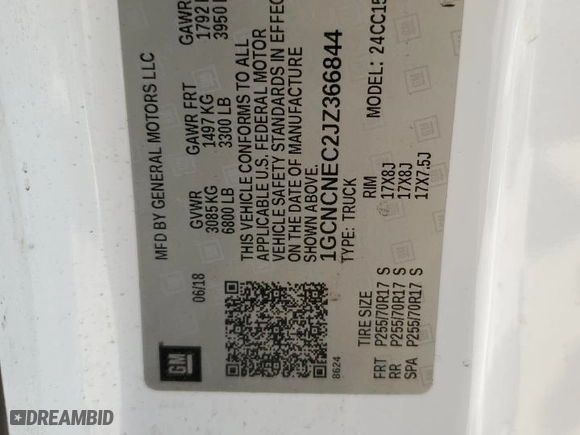 MFD BY GENERAL MOTORS LLC
06/18
GVWR
3085KG
6800 LB
GAWR FRT
1497 KG
3300 LB
GAWR
1792
3950
THIS VEHICLE CONFORMS TO ALL
APPLICABLE U.S. FEDERAL MOTOR
VEHICLE SAFETY STANDARDS IN EFFEC
ON THE DATE OF MANUFACTURE
SHOWN ABOVE.
1GCNCNEC2JZ366844
TYPE: TRUCK
MODEL: 24CC15
TIRE SIZE RIM
FRT P255/70R17 S 17X8J
RR P255/70R17 S 17X8J
SPA P255/70R17 S 17X7.5J
GM
8624
DREAMBID